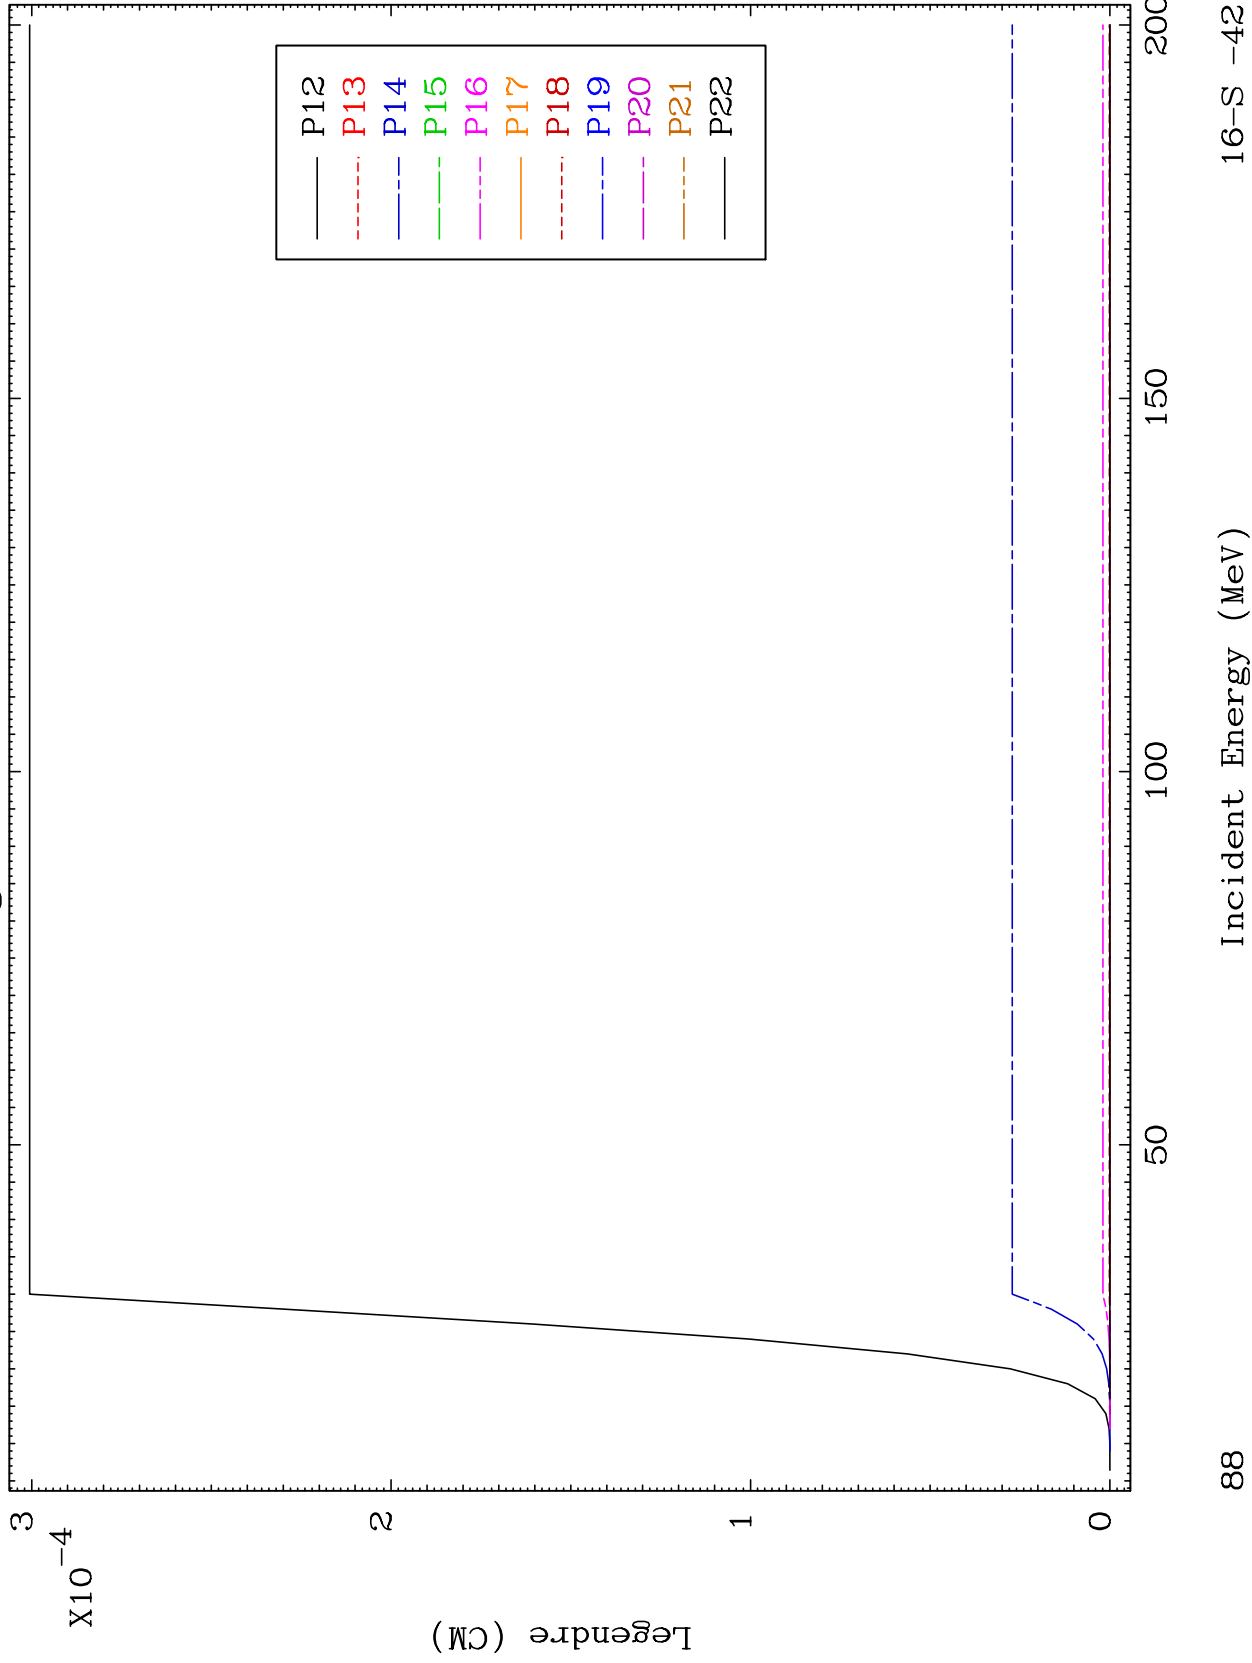 P12
P13
P14
P15
P16
P17
P18
P19
P20
P21
P22
3
2
1
0
X10-4
Legendre (CM)
50
100
150
200
Incident Energy (MeV)
88
16-S -42